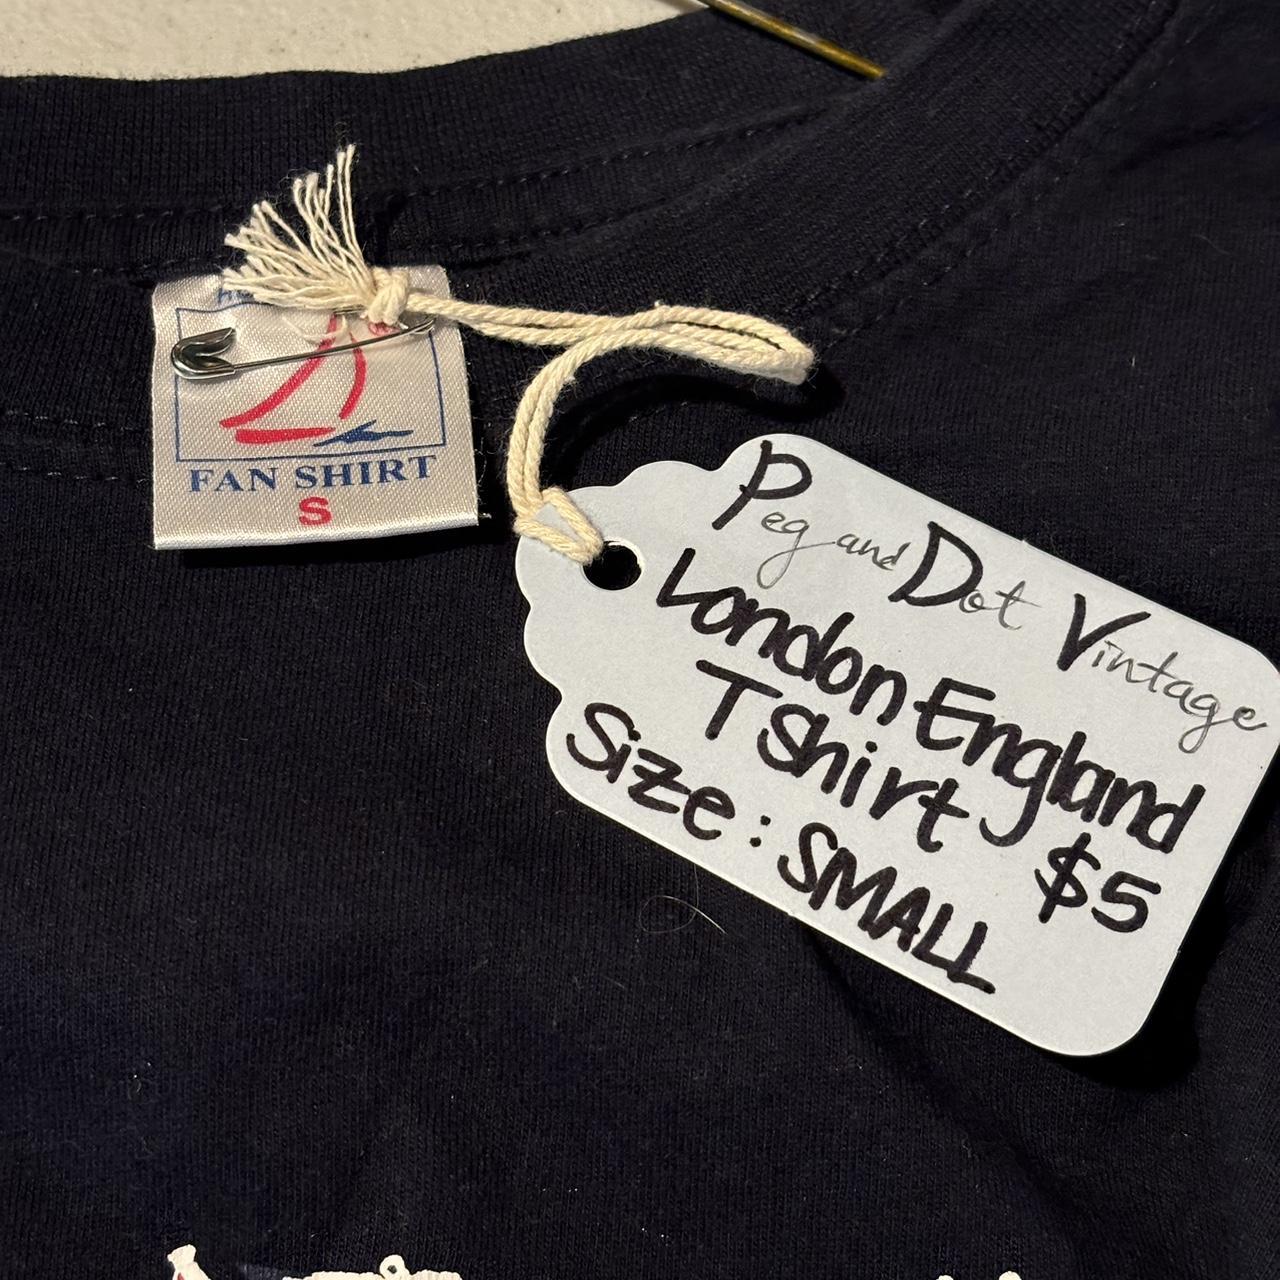 FAN SHIRT
S
Peg and Dot Vintage
London England
T Shirt $5
Size: SMALL